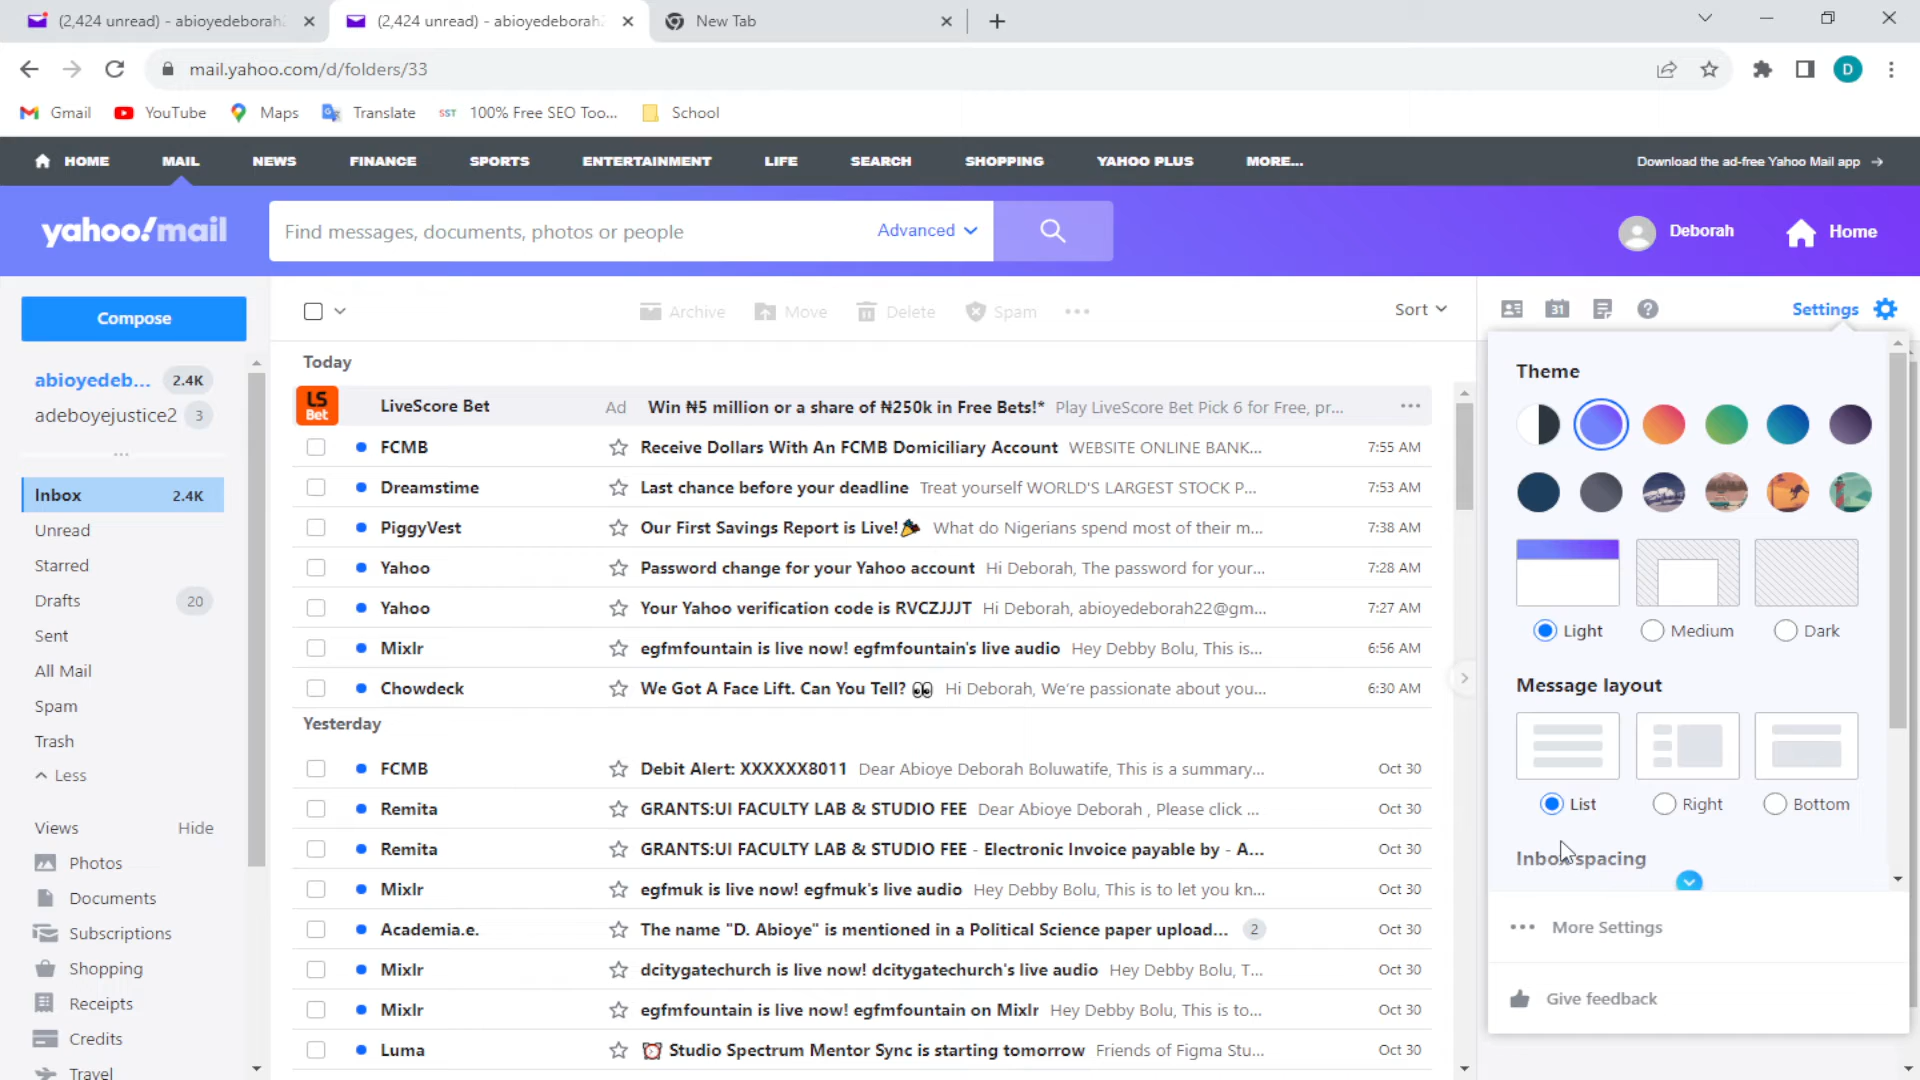 (2,424 unread) - abioyedeborah2
(2,424 unread) - abioyedeborah2
New Tab
mail.yahoo.com/d/folders/33
D
Gmail
YouTube
Maps
Translate
SST 100% Free SEO Too...
School
HOME
MAIL
NEWS
FINANCE
SPORTS
ENTERTAINMENT
LIFE
SEARCH
SHOPPING
YAHOO PLUS
MORE...
Download the ad-free Yahoo Mail app →
yahoo!mail
Find messages, documents, photos or people
Advanced
Deborah
Home
Compose
Archive
Move
Delete
Spam
Sort
31
Settings
abioyedeb... 2.4K
adeboyejustice2 3
Inbox 2.4K
Unread
Starred
Drafts 20
Sent
All Mail
Spam
Trash
Less
Views Hide
Photos
Documents
Subscriptions
Shopping
Receipts
Credits
Travel
Today
LS Bet LiveScore Bet Ad Win ₦5 million or a share of ₦250k in Free Bets!* Play LiveScore Bet Pick 6 for Free, pr...
FCMB Receive Dollars With An FCMB Domiciliary Account WEBSITE ONLINE BANK... 7:55 AM
Dreamstime Last chance before your deadline Treat yourself WORLD'S LARGEST STOCK P... 7:53 AM
PiggyVest Our First Savings Report is Live!🎉 What do Nigerians spend most of their m... 7:38 AM
Yahoo Password change for your Yahoo account Hi Deborah, The password for your... 7:28 AM
Yahoo Your Yahoo verification code is RVCZJJJT Hi Deborah, abioyedeborah22@gm... 7:27 AM
Mixlr egfmfountain is live now! egfmfountain's live audio Hey Debby Bolu, This is... 6:56 AM
Chowdeck We Got A Face Lift. Can You Tell? 👀 Hi Deborah, We're passionate about you... 6:30 AM
Yesterday
FCMB Debit Alert: XXXXXX8011 Dear Abioye Deborah Boluwatife, This is a summary... Oct 30
Remita GRANTS:UI FACULTY LAB & STUDIO FEE Dear Abioye Deborah , Please click ... Oct 30
Remita GRANTS:UI FACULTY LAB & STUDIO FEE - Electronic Invoice payable by - A... Oct 30
Mixlr egfmuk is live now! egfmuk's live audio Hey Debby Bolu, This is to let you kn... Oct 30
Academia.e. The name "D. Abioye" is mentioned in a Political Science paper upload... 2 Oct 30
Mixlr dcitygatechurch is live now! dcitygatechurch's live audio Hey Debby Bolu, T... Oct 30
Mixlr egfmfountain is live now! egfmfountain on Mixlr Hey Debby Bolu, This is to... Oct 30
Luma ⏰ Studio Spectrum Mentor Sync is starting tomorrow Friends of Figma Stu... Oct 30
Theme
Light
Medium
Dark
Message layout
List
Right
Bottom
Inbox spacing
More Settings
Give feedback